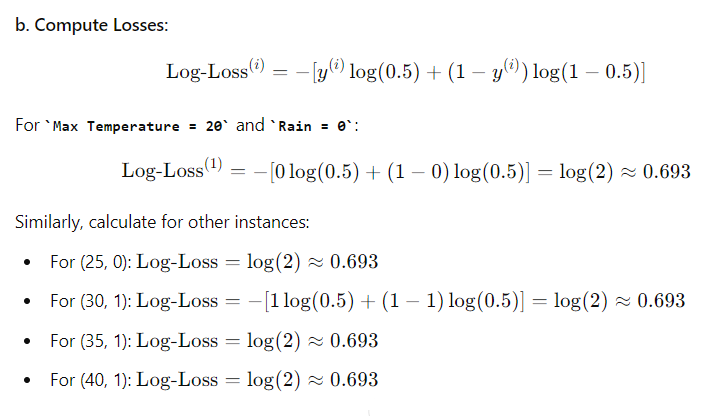 b. Compute Losses:
Log-Loss⁽ⁱ⁾ = −[y⁽ⁱ⁾ log(0.5) + (1 − y⁽ⁱ⁾) log(1 − 0.5)]
For `Max Temperature = 20` and `Rain = 0`:
Log-Loss⁽¹⁾ = −[0 log(0.5) + (1 − 0) log(0.5)] = log(2) ≈ 0.693
Similarly, calculate for other instances:
• For (25, 0): Log-Loss = log(2) ≈ 0.693
• For (30, 1): Log-Loss = −[1 log(0.5) + (1 − 1) log(0.5)] = log(2) ≈ 0.693
• For (35, 1): Log-Loss = log(2) ≈ 0.693
• For (40, 1): Log-Loss = log(2) ≈ 0.693